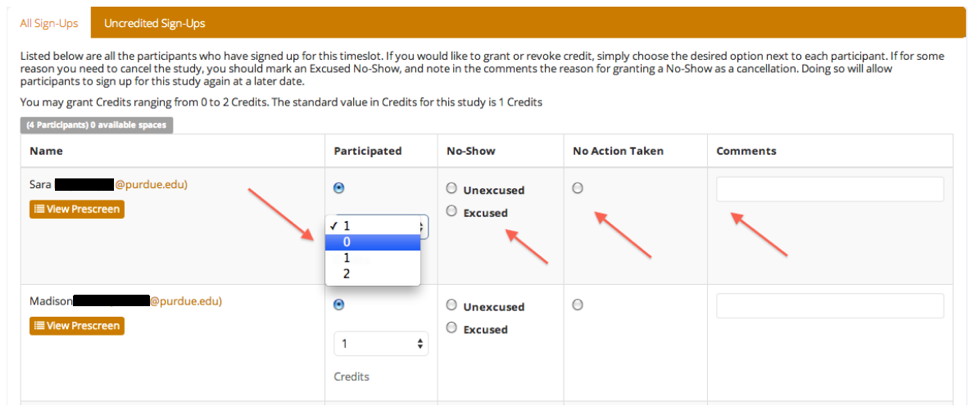 All Sign-Ups
Uncredited Sign-Ups
Listed below are all the participants who have signed up for this timeslot. If you would like to grant or revoke credit, simply choose the desired option next to each participant. If for some
reason you need to cancel the study, you should mark an Excused No-Show, and note in the comments the reason for granting a No-Show as a cancellation. Doing so will allow
participants to sign up for this study again at a later date.
You may grant Credits ranging from 0 to 2 Credits. The standard value in Credits for this study is 1 Credits
(4 Participants) 0 available spaces
Name Participated No-Show No Action Taken Comments
Sara @purdue.edu)
View Prescreen
Unexcused
Excused
✓ 1
0
1
2
Madison @purdue.edu)
View Prescreen
Unexcused
Excused
1
Credits